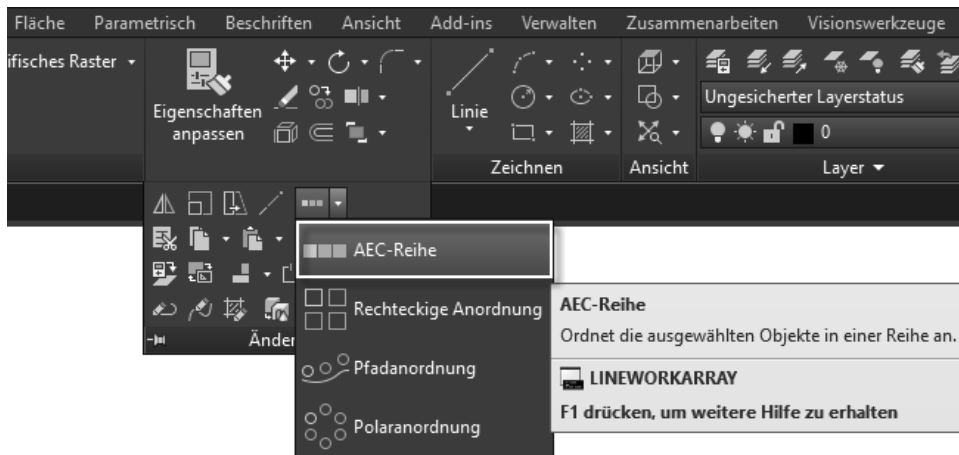 Fläche Parametrisch Beschriften Ansicht Add-ins Verwalten Zusammenarbeiten Visionswerkzeuge
ifisches Raster
Eigenschaften
anpassen
Linie
Ungesicherter Layerstatus
0
Zeichnen Ansicht Layer
Änder
AEC-Reihe
Rechteckige Anordnung
Pfadanordnung
Polaranordnung
AEC-Reihe
Ordnet die ausgewählten Objekte in einer Reihe an.
LINEWORKARRAY
F1 drücken, um weitere Hilfe zu erhalten